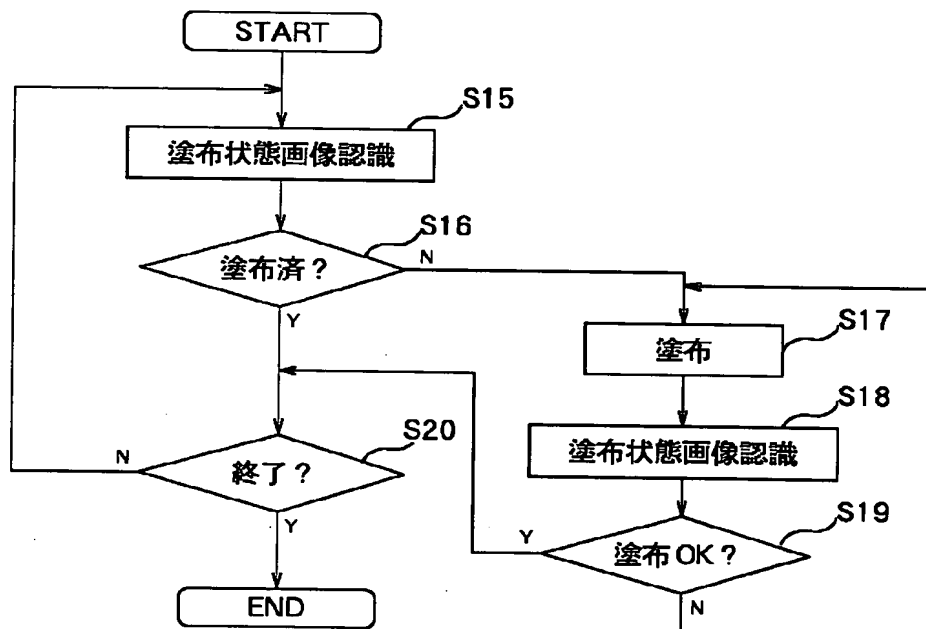 START
S15
塗布状態画像認識
S16
塗布済?
N
Y
S17
塗布
S18
塗布状態画像認識
S20
N
終了?
Y
S19
Y
塗布OK?
N
END